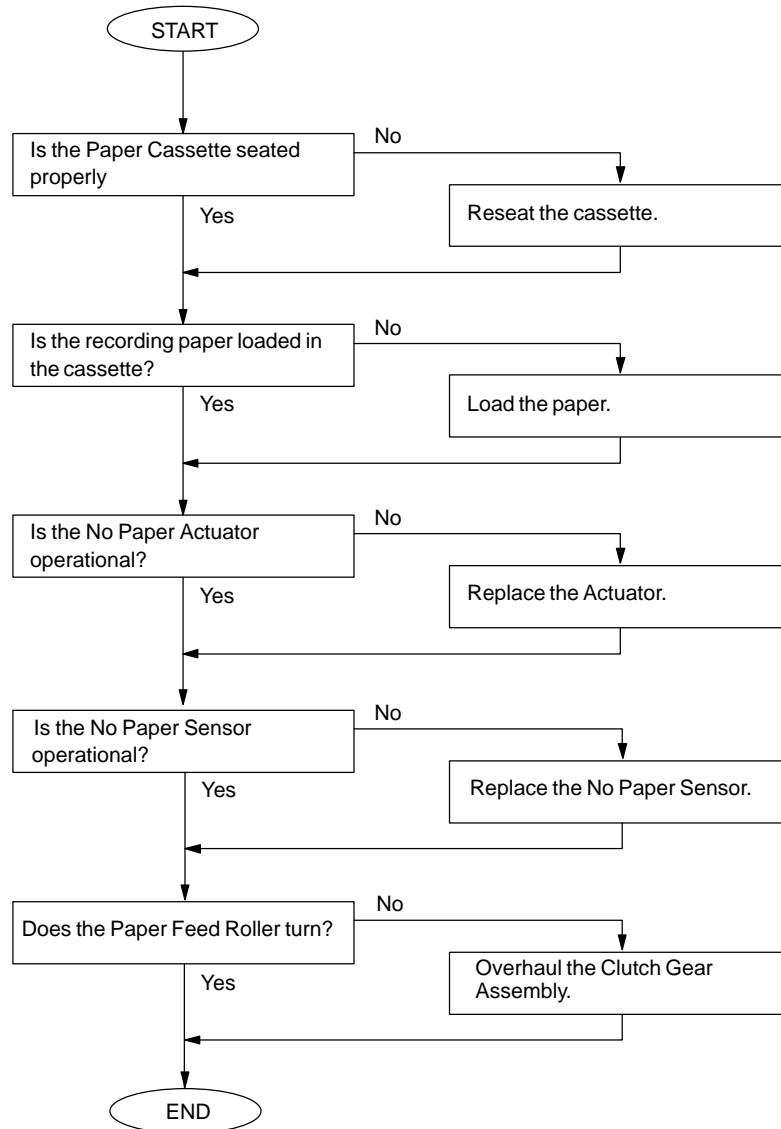 START
Is the Paper Cassette seated
properly
No
Yes
Reseat the cassette.
Is the recording paper loaded in
the cassette?
No
Yes
Load the paper.
Is the No Paper Actuator
operational?
No
Yes
Replace the Actuator.
Is the No Paper Sensor
operational?
No
Yes
Replace the No Paper Sensor.
Does the Paper Feed Roller turn?
No
Yes
Overhaul the Clutch Gear
Assembly.
END